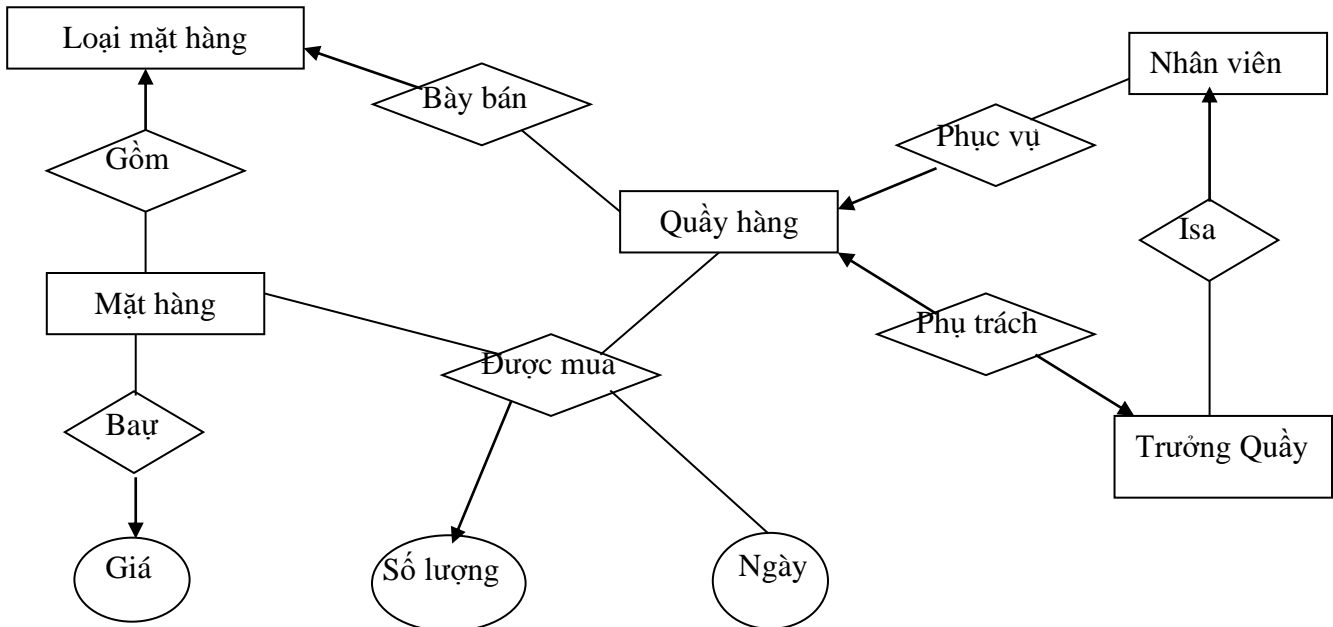 Loại mặt hàng
Nhân viên
Bày bán
Phục vụ
Gồm
Quầy hàng
Isa
Mặt hàng
Phụ trách
Được mua
Baự
Trưởng Quầy
Giá
Số lượng
Ngày